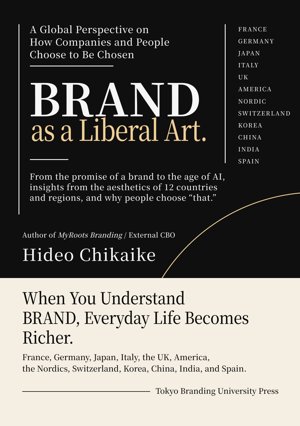 A Global Perspective on
How Companies and People
Choose to Be Chosen
FRANCE
GERMANY
JAPAN
ITALY
UK
AMERICA
NORDIC
SWITZERLAND
KOREA
CHINA
INDIA
SPAIN
BRAND
as a Liberal Art.
From the promise of a brand to the age of AI,
insights from the aesthetics of 12 countries
and regions, and why people choose “that.”
Author of MyRoots Branding / External CBO
Hideo Chikaike
When You Understand
BRAND, Everyday Life Becomes
Richer.
France, Germany, Japan, Italy, the UK, America,
the Nordics, Switzerland, Korea, China, India, and Spain.
Tokyo Branding University Press